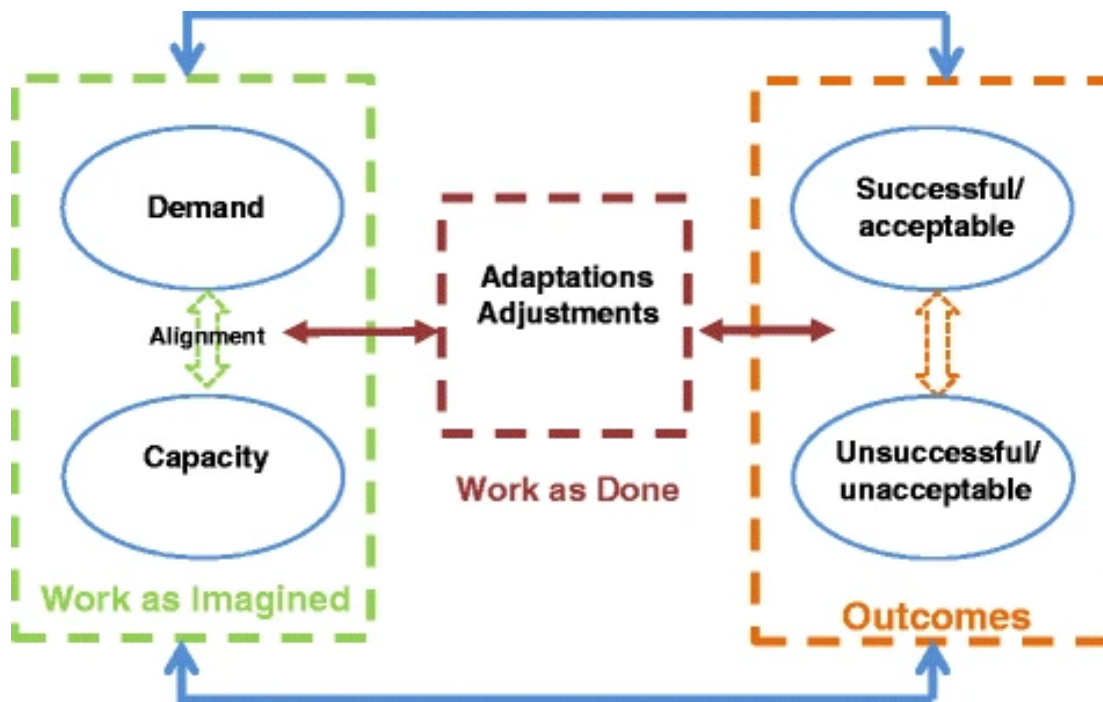 Demand
Alignment
Capacity
Work as Imagined
Adaptations
Adjustments
Work as Done
Successful/
acceptable
Unsuccessful/
unacceptable
Outcomes